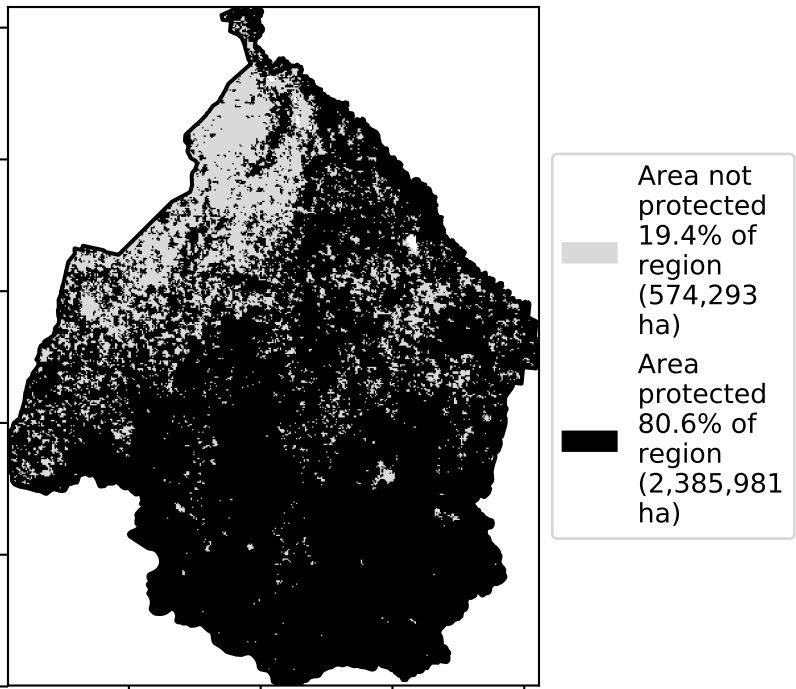 Area not
protected
19.4% of
region
(574,293
ha)
Area
protected
80.6% of
region
(2,385,981
ha)